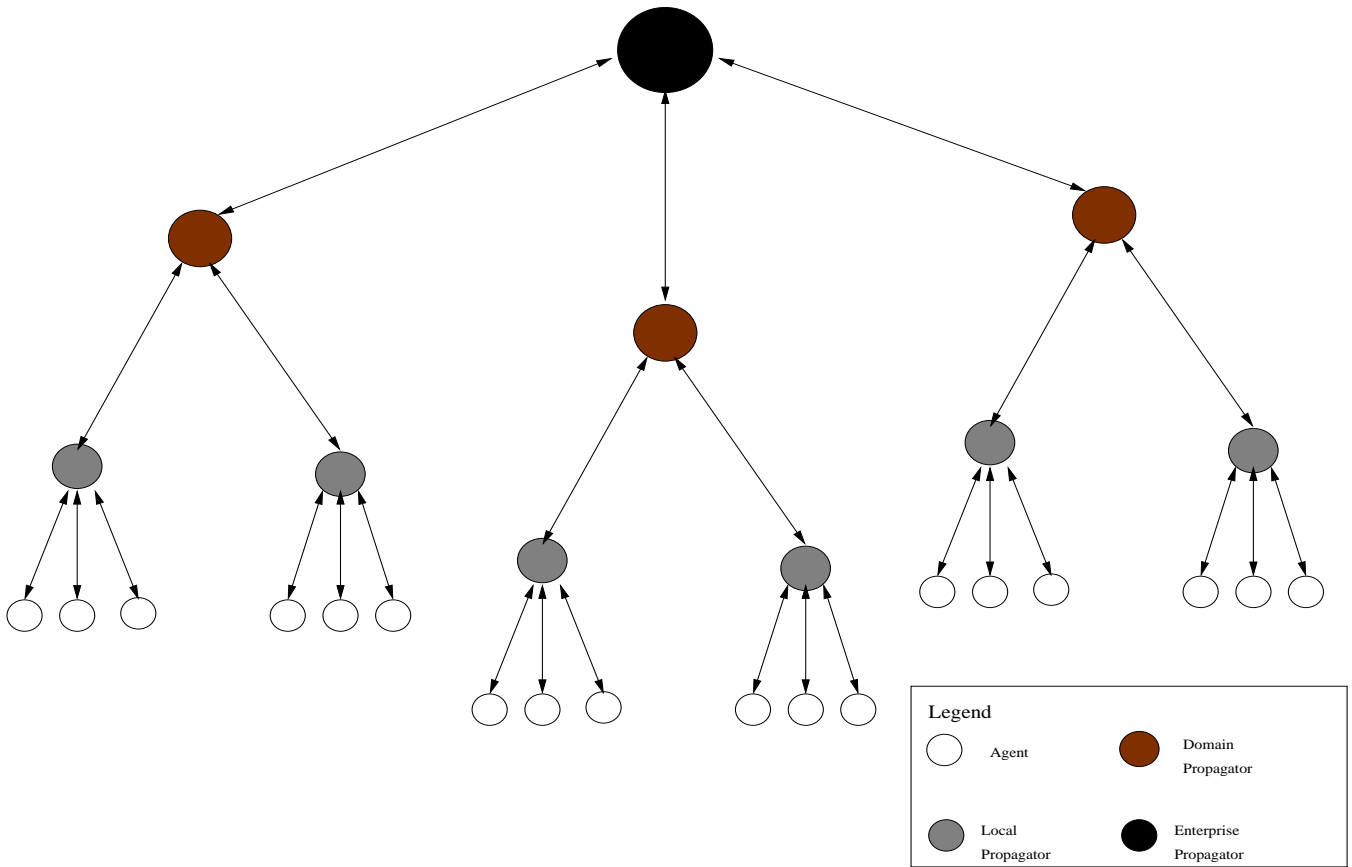 Legend
Agent
Domain
Propagator
Local
Propagator
Enterprise
Propagator